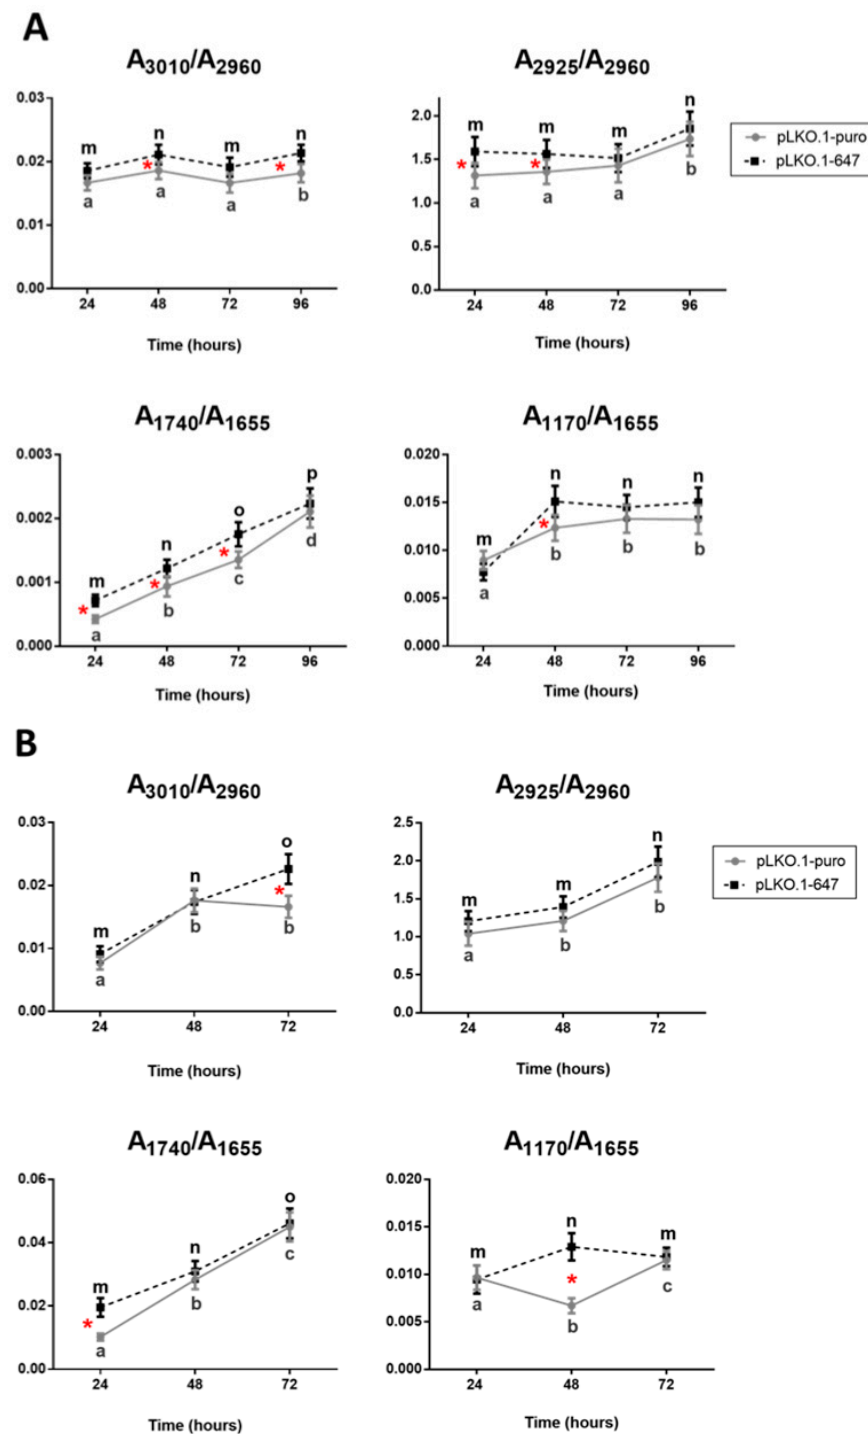 A
A3010/A2960
0.03
0.02
0.01
0.00
m n m n
* *
a a a b
24 48 72 96
Time (hours)
A2925/A2960
2.0
1.5
1.0
0.5
0.0
m m m n
* *
a a a b
24 48 72 96
Time (hours)
pLKO.1-puro
pLKO.1-647
A1740/A1655
0.003
0.002
0.001
0.000
m n o p
* * *
a b c d
24 48 72 96
Time (hours)
A1170/A1655
0.020
0.015
0.010
0.005
0.000
m n n n
*
a b b b
24 48 72 96
Time (hours)
B
A3010/A2960
0.03
0.02
0.01
0.00
m n o
*
a b b
24 48 72
Time (hours)
A2925/A2960
2.5
2.0
1.5
1.0
0.5
0.0
m m n
a b b
24 48 72
Time (hours)
pLKO.1-puro
pLKO.1-647
A1740/A1655
0.06
0.04
0.02
0.00
m n o
*
a b c
24 48 72
Time (hours)
A1170/A1655
0.020
0.015
0.010
0.005
0.000
m n m
*
a b c
24 48 72
Time (hours)